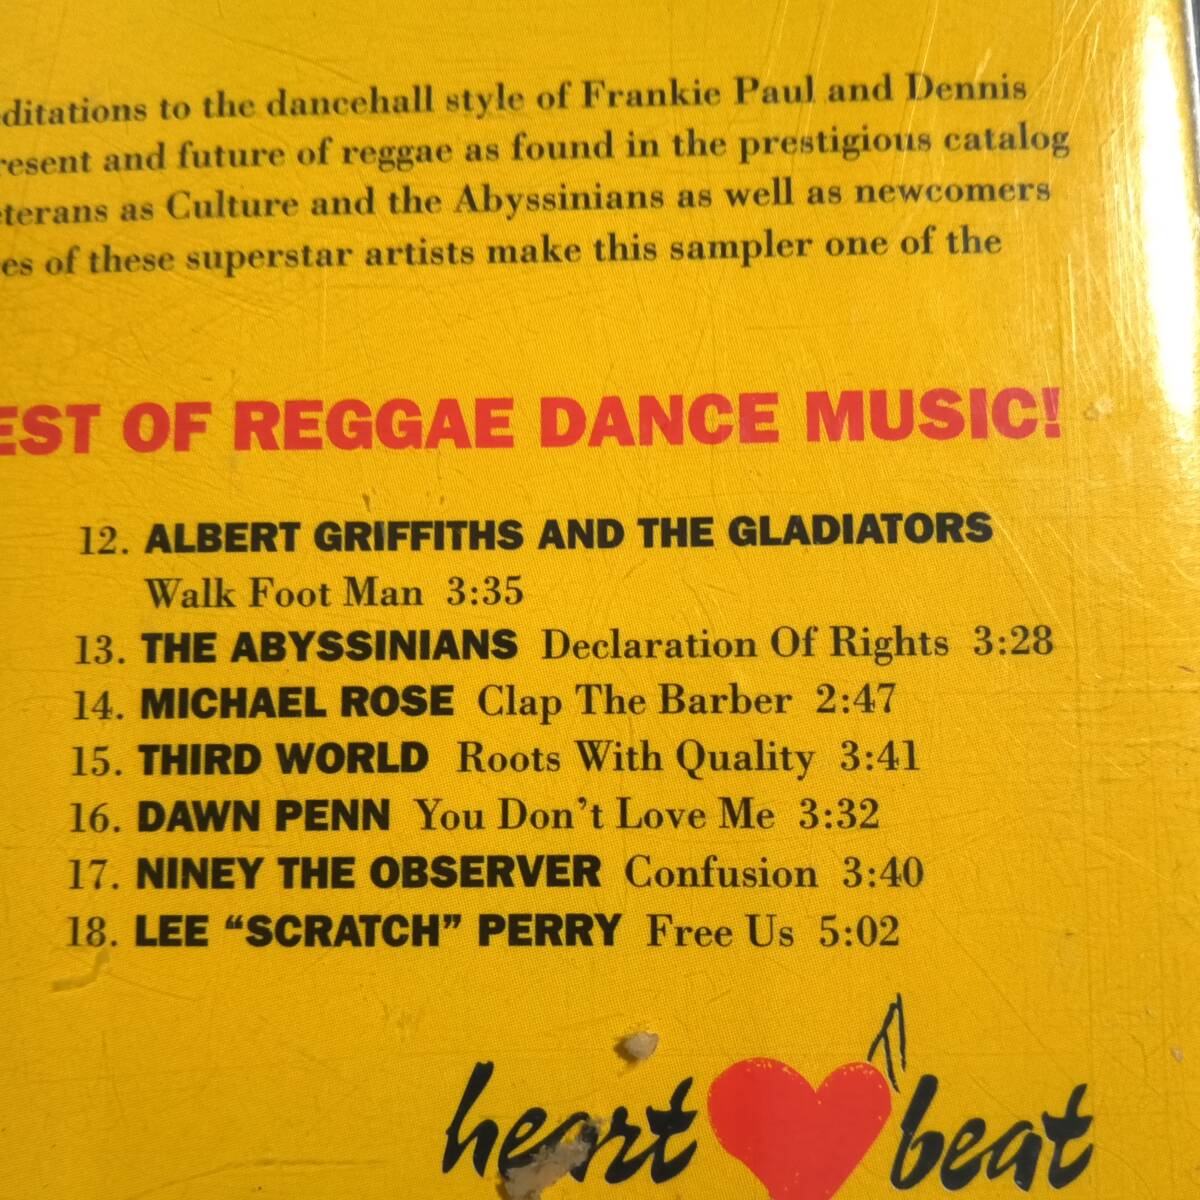 editations to the dancehall style of Frankie Paul and Dennis
resent and future of reggae as found in the prestigious catalog
eterans as Culture and the Abyssinians as well as newcomers
es of these superstar artists make this sampler one of the
EST OF REGGAE DANCE MUSIC!
12. ALBERT GRIFFITHS AND THE GLADIATORS
Walk Foot Man 3:35
13. THE ABYSSINIANS Declaration Of Rights 3:28
14. MICHAEL ROSE Clap The Barber 2:47
15. THIRD WORLD Roots With Quality 3:41
16. DAWN PENN You Don't Love Me 3:32
17. NINEY THE OBSERVER Confusion 3:40
18. LEE “SCRATCH” PERRY Free Us 5:02
heart beat